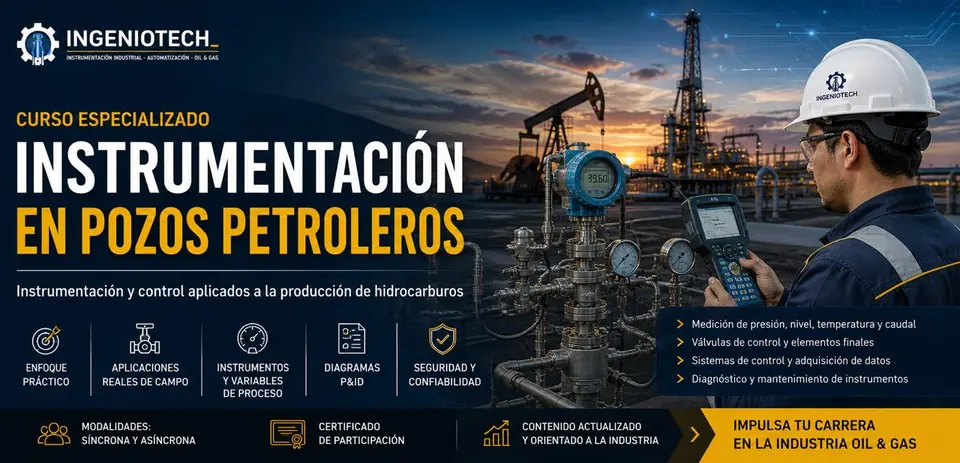 INGENIOTECH_
INSTRUMENTACIÓN INDUSTRIAL - AUTOMATIZACIÓN - OIL & GAS
CURSO ESPECIALIZADO
INSTRUMENTACIÓN
EN POZOS PETROLEROS
Instrumentación y control aplicados a la producción de hidrocarburos
ENFOQUE
PRÁCTICO
APLICACIONES
REALES DE CAMPO
INSTRUMENTOS
Y VARIABLES
DE PROCESO
DIAGRAMAS
P&ID
SEGURIDAD Y
CONFIABILIDAD
39.60
INGENIOTECH
Medición de presión, nivel, temperatura y caudal
Válvulas de control y elementos finales
Sistemas de control y adquisición de datos
Diagnóstico y mantenimiento de instrumentos
MODALIDADES:
SÍNCRONA Y ASÍNCRONA
CERTIFICADO
DE PARTICIPACIÓN
CONTENIDO ACTUALIZADO
Y ORIENTADO A LA INDUSTRIA
IMPULSA TU CARRERA
EN LA INDUSTRIA OIL & GAS